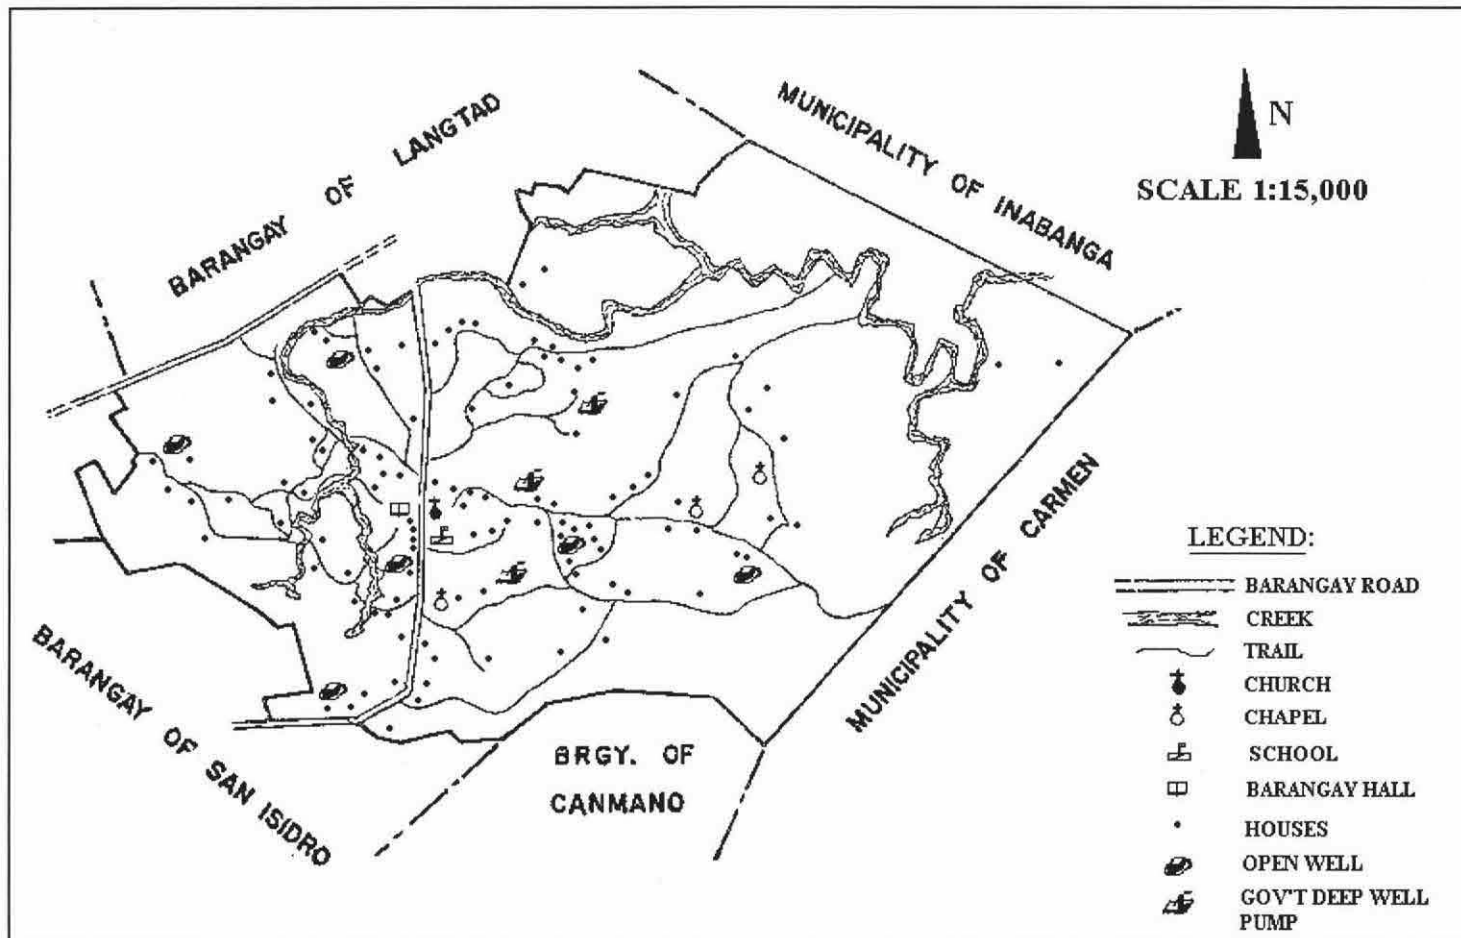 BARANGAY OF LANGTAD
MUNICIPALITY OF INABANGA
N
SCALE 1:15,000
MUNICIPALITY OF CARMEN
BARANGAY OF SAN ISIDRO
BRGY. OF
CANMANO
LEGEND:
BARANGAY ROAD
CREEK
TRAIL
CHURCH
CHAPEL
SCHOOL
BARANGAY HALL
HOUSES
OPEN WELL
GOV'T DEEP WELL
PUMP